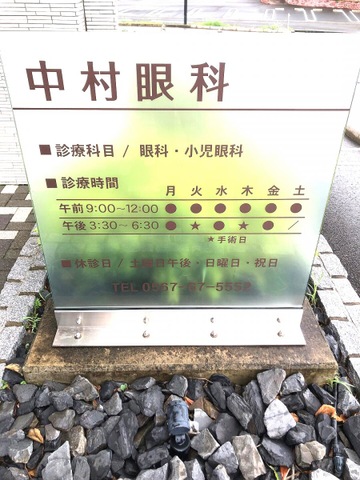 中村眼科
■診療科目 / 眼科・小児眼科
■診療時間
月 火 水 木 金 土
午前 9:00〜12:00 ● ● ● ● ● ●
午後 3:30〜6:30 ● ★ ● ★ ● /
★手術日
■休診日 / 土曜日午後・日曜日・祝日
TEL